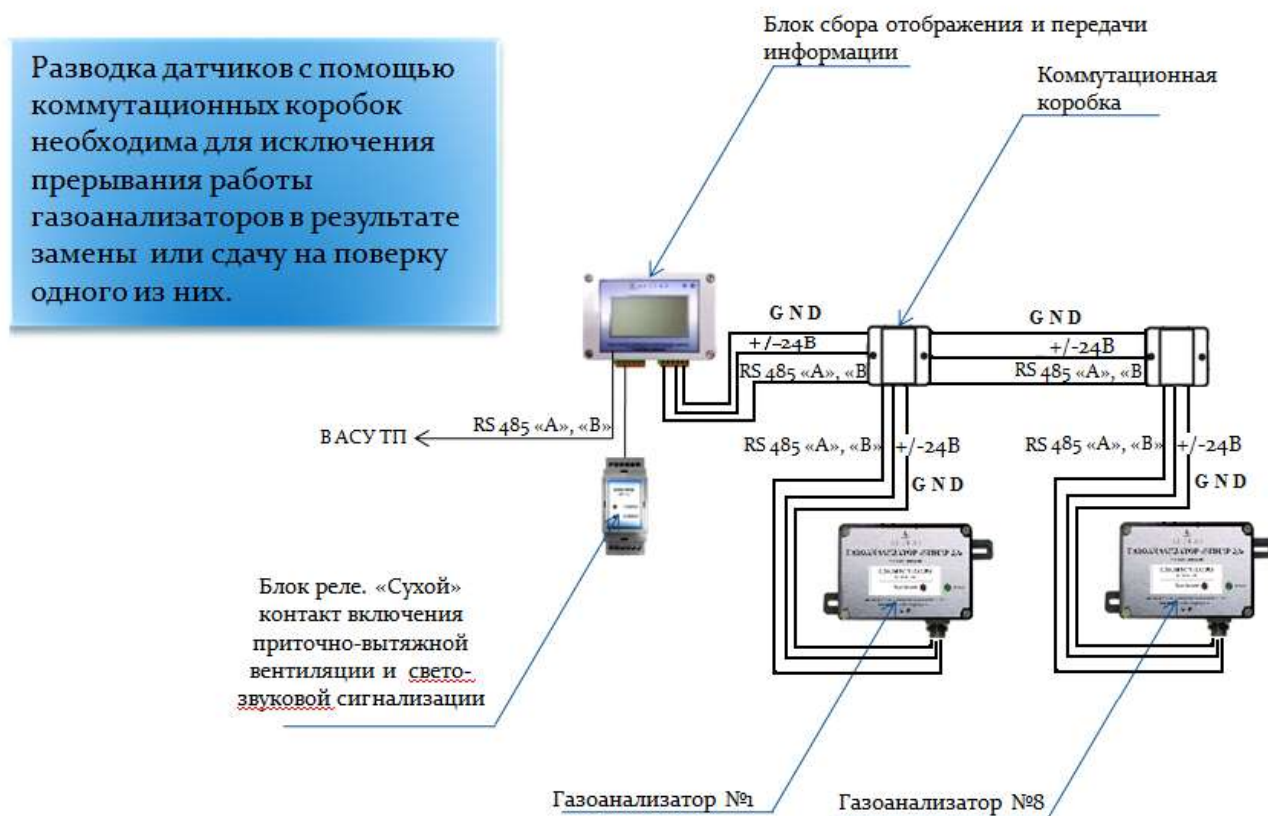 Блок сбора отображения и передачи
информации
Коммутационная
коробка
Разводка датчиков с помощью
коммутационных коробок
необходима для исключения
прерывания работы
газоанализаторов в результате
замены или сдачу на поверку
одного из них.
G N D
G N D
+/-24В
+/-24В
RS 485 «А», «В
RS 485 «А», «В
В АСУ ТП
RS 485 «А», «В»
RS 485 «А», «В»
+/-24В
RS 485 «А», «В»
+/-24В
G N D
G N D
Блок реле. «Сухой»
контакт включения
приточно-вытяжной
вентиляции и свето-
звуковой сигнализации
Газоанализатор №1
Газоанализатор №8